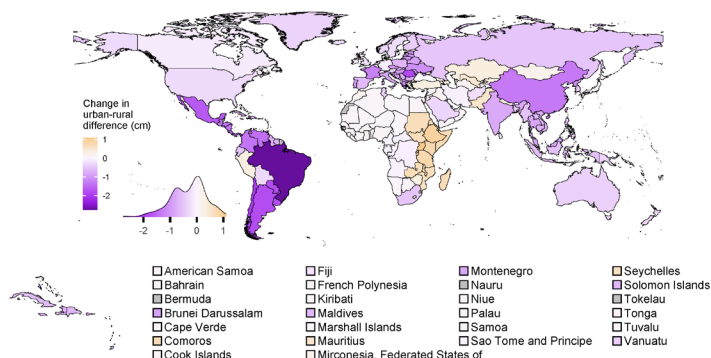 Change in
urban-rural
difference (cm)
1
0
-1
-2
-2 -1 0 1
American Samoa Fiji Montenegro Seychelles
Bahrain French Polynesia Nauru Solomon Islands
Bermuda Kiribati Niue Tokelau
Brunei Darussalam Maldives Palau Tonga
Cape Verde Marshall Islands Samoa Tuvalu
Comoros Mauritius Sao Tome and Principe Vanuatu
Cook Islands Mirconesia, Federated States of